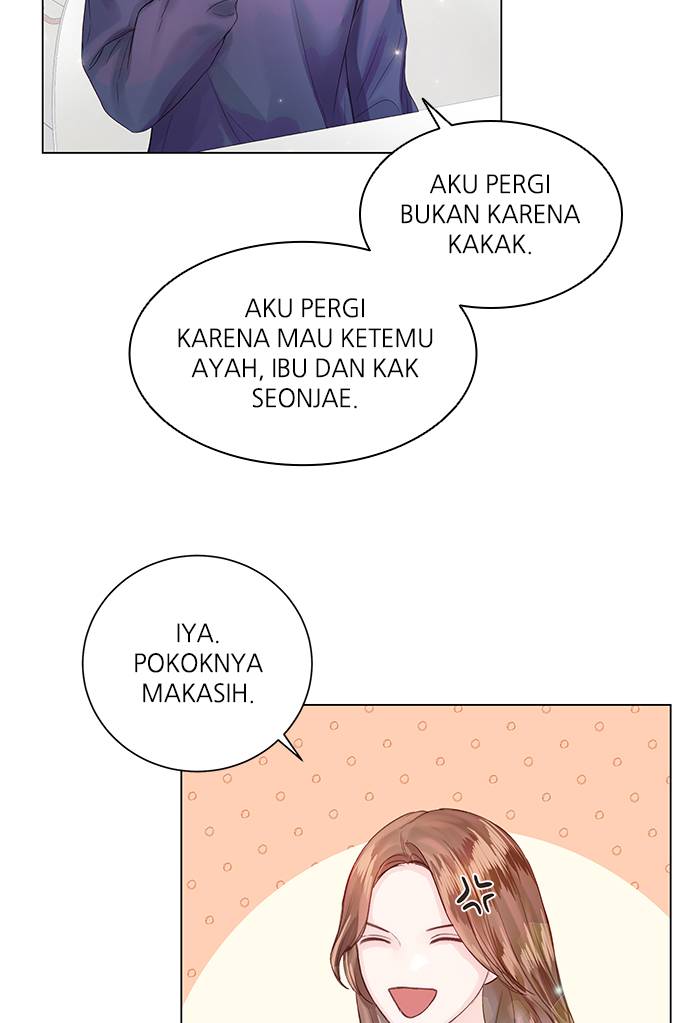 AKU PERGI
BUKAN KARENA
KAKAK.
AKU PERGI
KARENA MAU KETEMU
AYAH, IBU DAN KAK
SEONJAE.
IYA.
POKOKNYA
MAKASIH.